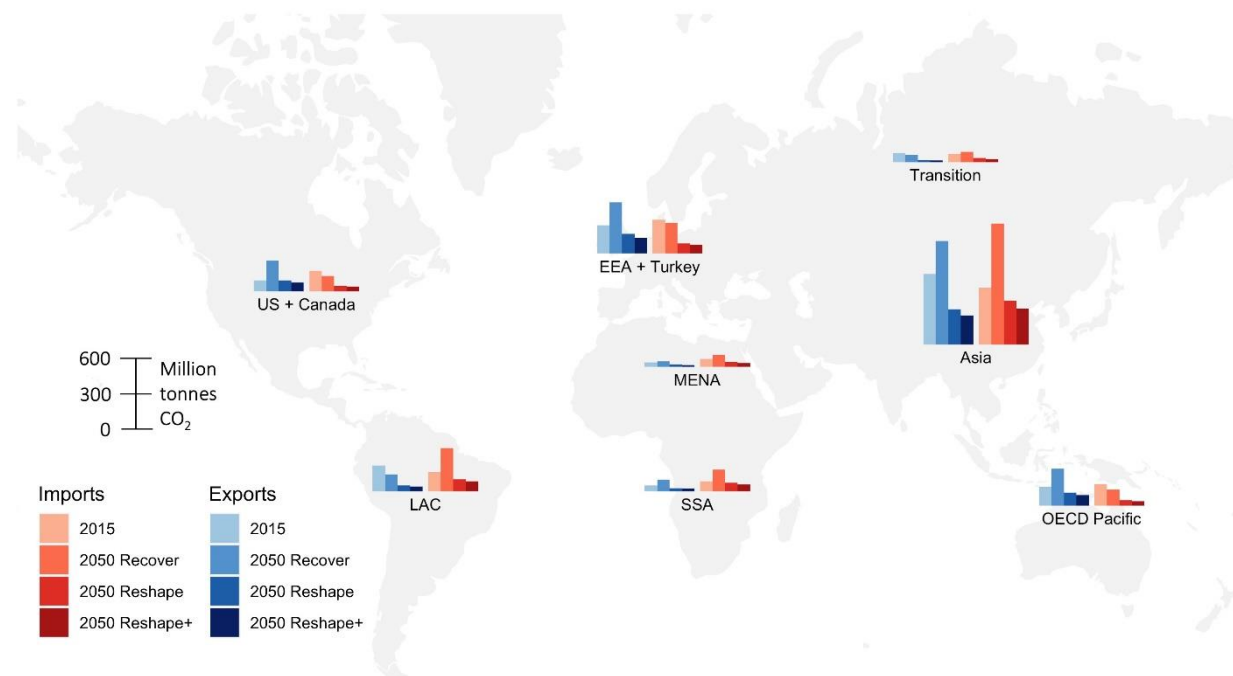 Transition
EEA + Turkey
US + Canada
Asia
MENA
600
300
0
Million
tonnes
CO₂
LAC
SSA
OECD Pacific
Imports
2015
2050 Recover
2050 Reshape
2050 Reshape+
Exports
2015
2050 Recover
2050 Reshape
2050 Reshape+